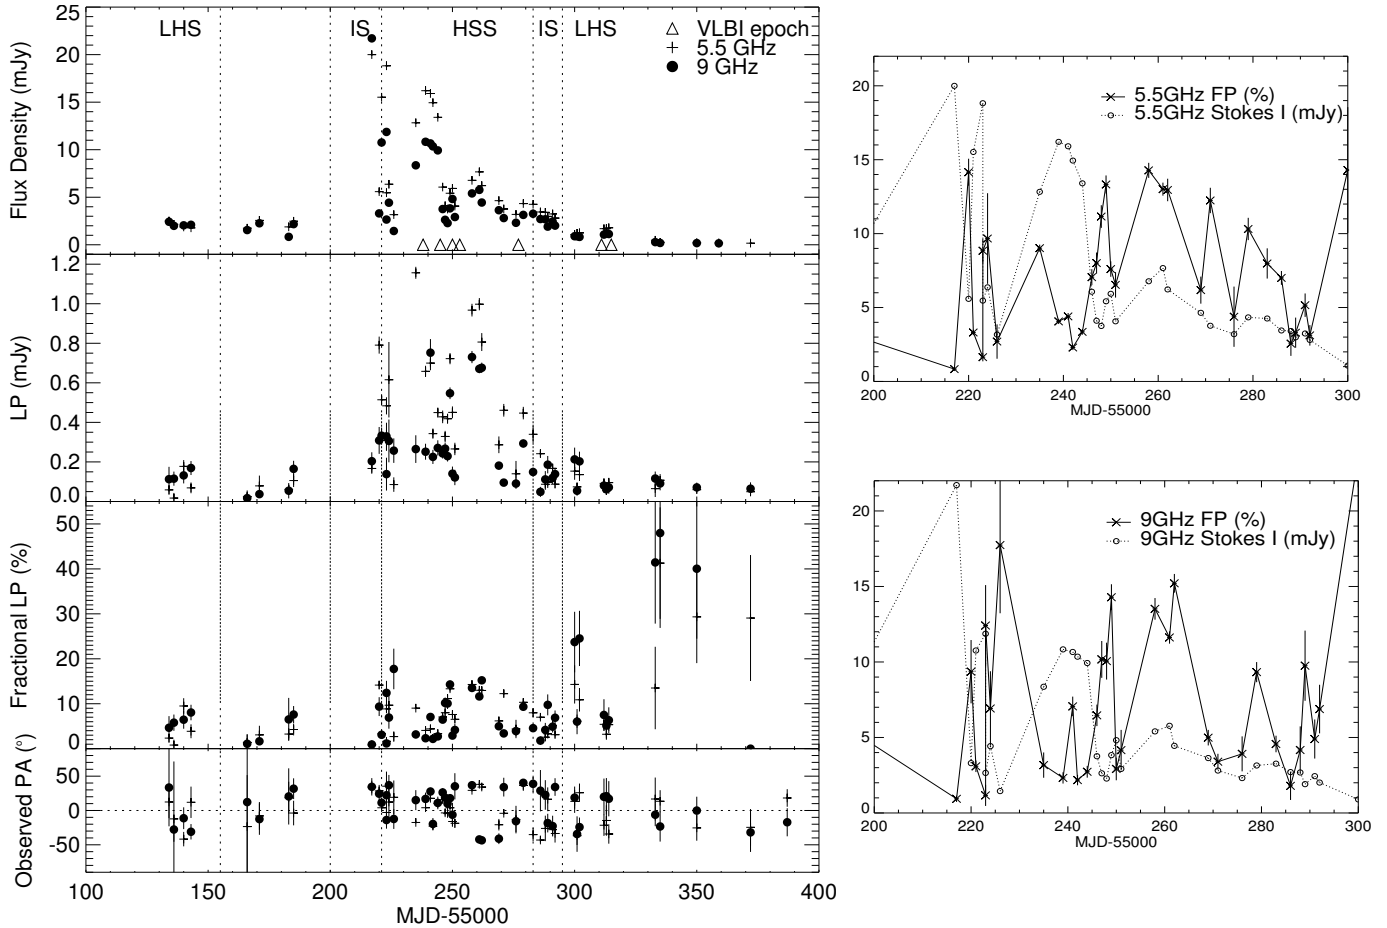 LHS IS HSS IS LHS
△ VLBI epoch
+ 5.5 GHz
● 9 GHz
Flux Density (mJy)
25
20
15
10
5
0
LP (mJy)
1.2
1.0
0.8
0.6
0.4
0.2
0.0
Fractional LP (%)
50
40
30
20
10
0
Observed PA (°)
50
0
-50
100 150 200 250 300 350 400
MJD-55000
5.5GHz FP (%)
5.5GHz Stokes I (mJy)
20
15
10
5
0
200 220 240 260 280 300
MJD-55000
9GHz FP (%)
9GHz Stokes I (mJy)
20
15
10
5
0
200 220 240 260 280 300
MJD-55000